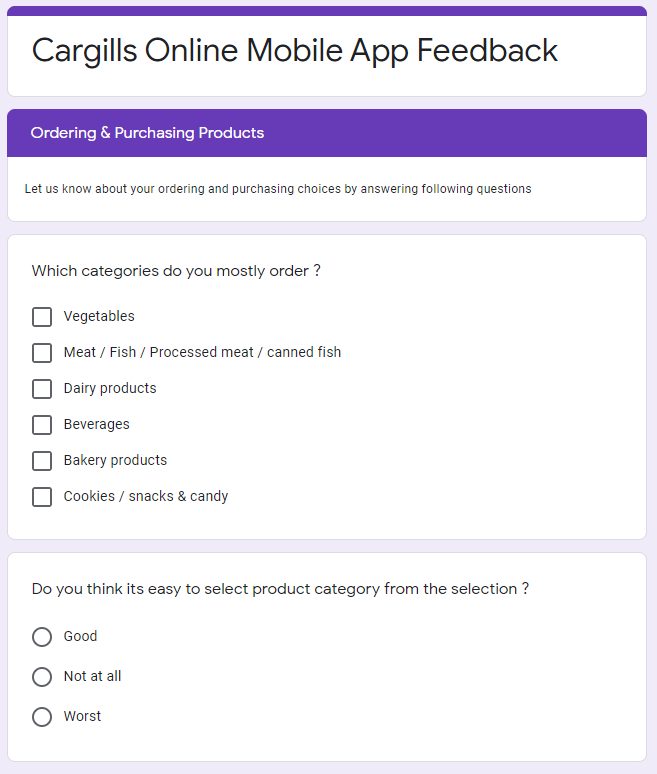 Cargills Online Mobile App Feedback
Ordering & Purchasing Products
Let us know about your ordering and purchasing choices by answering following questions
Which categories do you mostly order ?
Vegetables
Meat / Fish / Processed meat / canned fish
Dairy products
Beverages
Bakery products
Cookies / snacks & candy
Do you think its easy to select product category from the selection ?
Good
Not at all
Worst